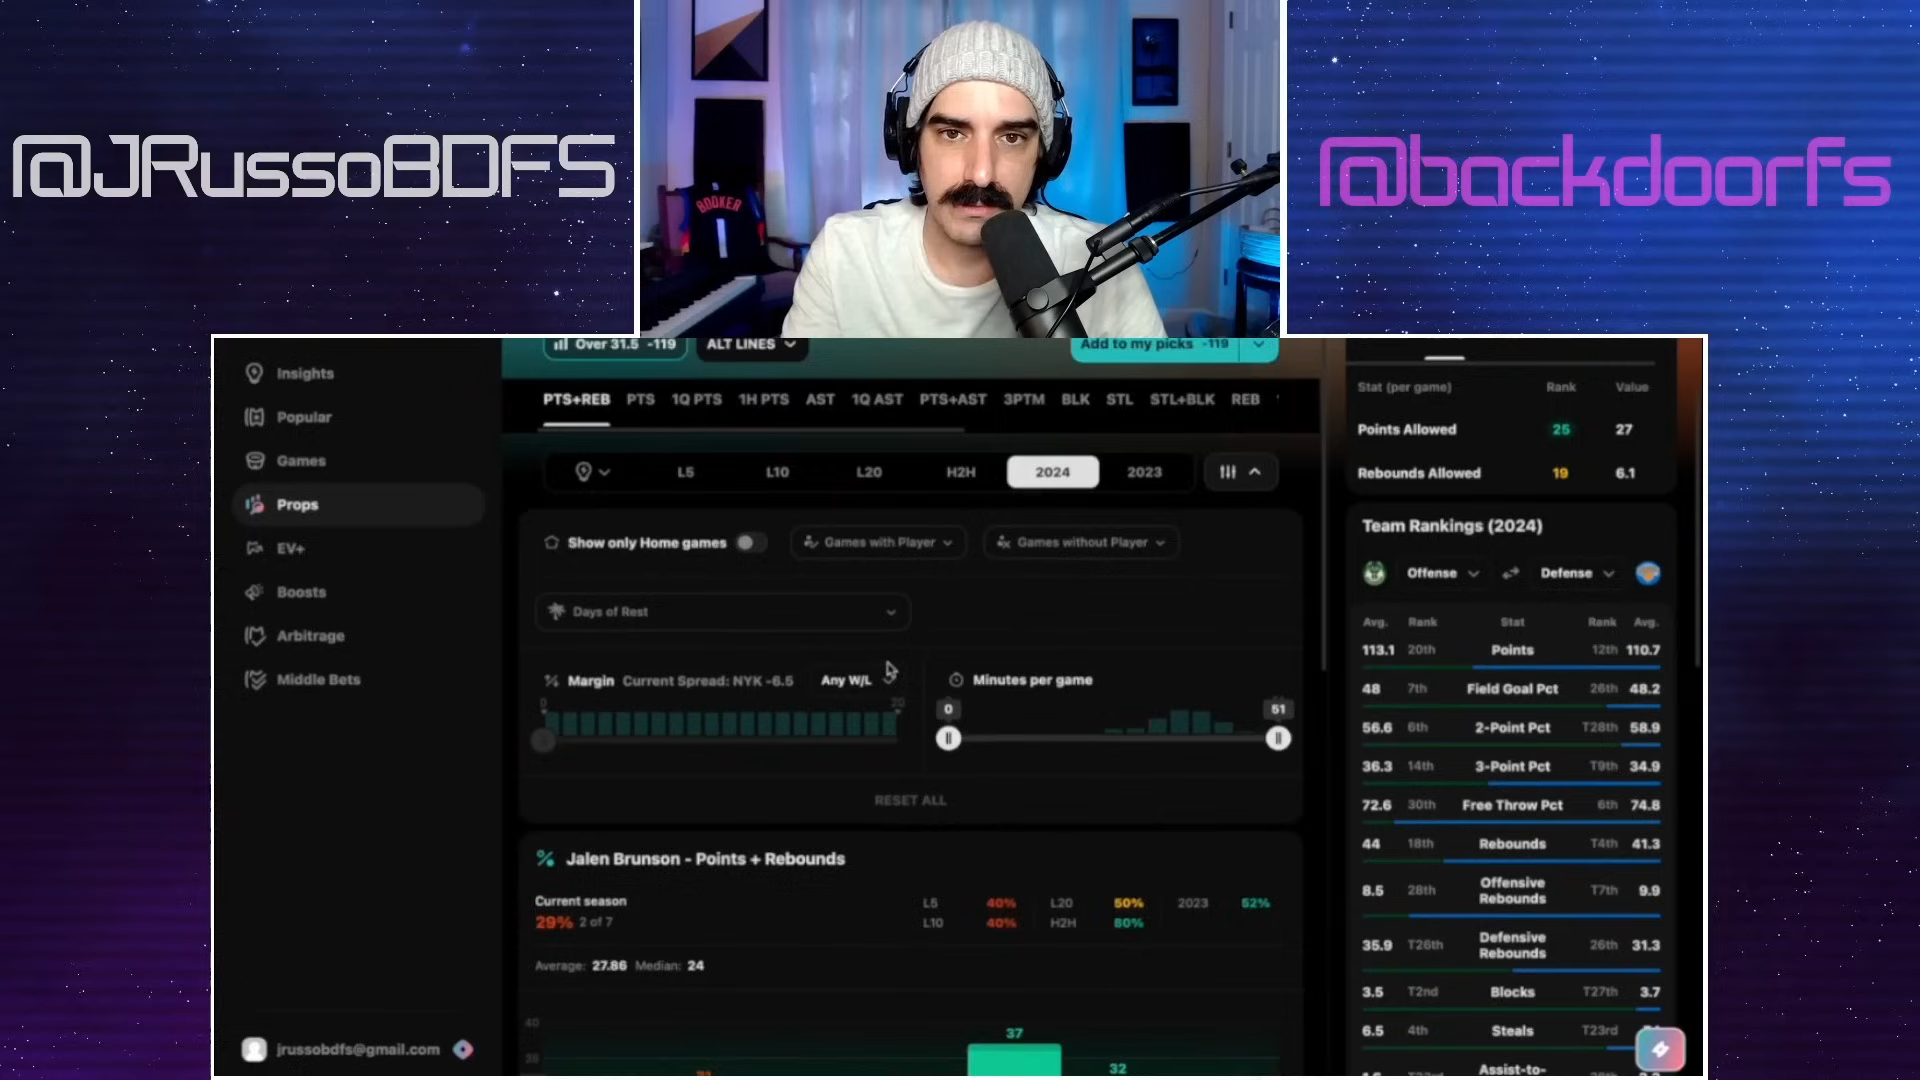 @JRussoBDFS
BOOKER
1
@backdoorfs
Insights
Popular
Games
Props
EV+
Boosts
Arbitrage
Middle Bets
jrussobdfs@gmail.com
Over 31.5 -119
ALT LINES
Add to my picks -119
PTS+REB PTS 1Q PTS 1H PTS AST 1Q AST PTS+AST 3PTM BLK STL STL+BLK REB
L5 L10 L20 H2H 2024 2023
Show only Home games
Games with Player
Games without Player
Days of Rest
Margin Current Spread: NYK -6.5 Any W/L
0 20
Minutes per game
0 51
RESET ALL
Jalen Brunson - Points + Rebounds
Current season
29% 2 of 7
L5 40% L20 50% 2023 52%
L10 40% H2H 80%
Average: 27.86 Median: 24
40
37
35
32
Stat (per game) Rank Value
Points Allowed 25 27
Rebounds Allowed 19 6.1
Team Rankings (2024)
Offense Defense
Avg. Rank Stat Rank Avg.
113.1 20th Points 12th 110.7
48 7th Field Goal Pct 26th 48.2
56.6 6th 2-Point Pct T28th 58.9
36.3 14th 3-Point Pct T9th 34.9
72.6 30th Free Throw Pct 6th 74.8
44 18th Rebounds T4th 41.3
8.5 28th Offensive Rebounds T7th 9.9
35.9 T26th Defensive Rebounds 26th 31.3
3.5 T2nd Blocks T27th 3.7
6.5 4th Steals T23rd
Assist-to-